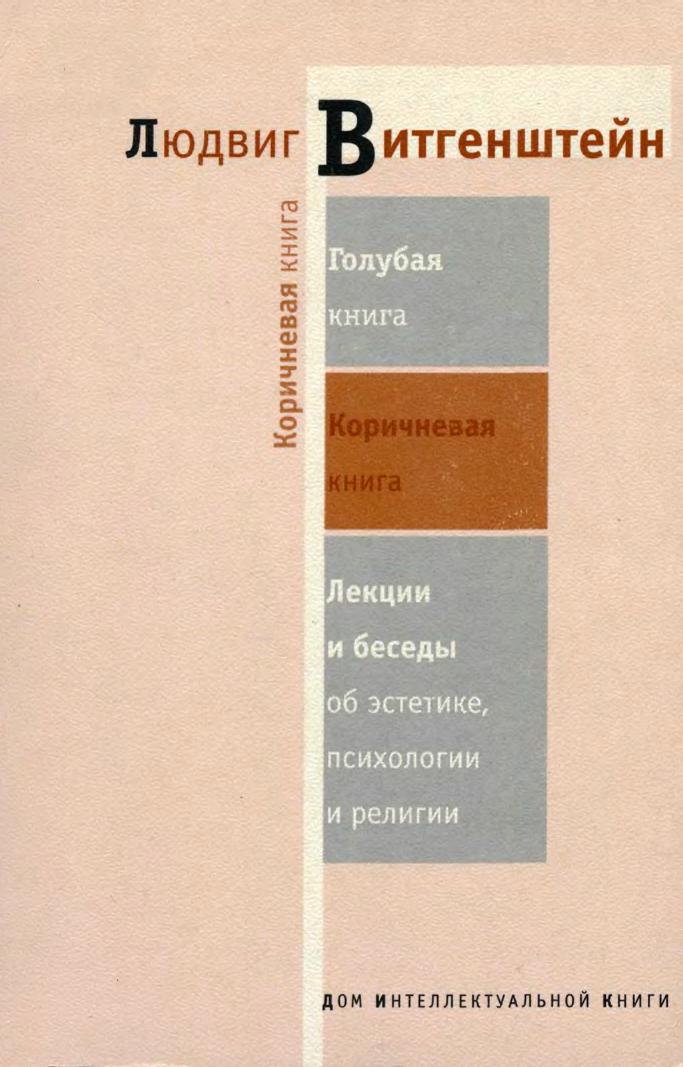 Людвиг Витгенштейн
Коричневая книга
Голубая
книга
Коричневая
книга
Лекции
и беседы
об эстетике,
психологии
и религии
Дом интеллектуальной книги